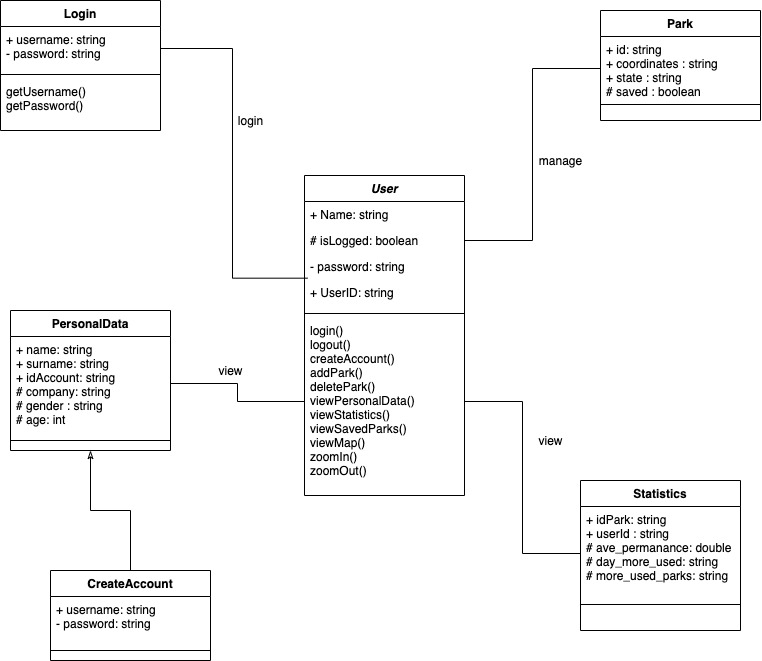 Login
+ username: string
- password: string
getUsername()
getPassword()
login
Park
+ id: string
+ coordinates : string
+ state : string
# saved : boolean
manage
User
+ Name: string
# isLogged: boolean
- password: string
+ UserID: string
login()
logout()
createAccount()
addPark()
deletePark()
viewPersonalData()
viewStatistics()
viewSavedParks()
viewMap()
zoomIn()
zoomOut()
PersonalData
+ name: string
+ surname: string
+ idAccount: string
# company: string
# gender : string
# age: int
view
view
Statistics
+ idPark: string
+ userId : string
# ave_permanance: double
# day_more_used: string
# more_used_parks: string
CreateAccount
+ username: string
- password: string